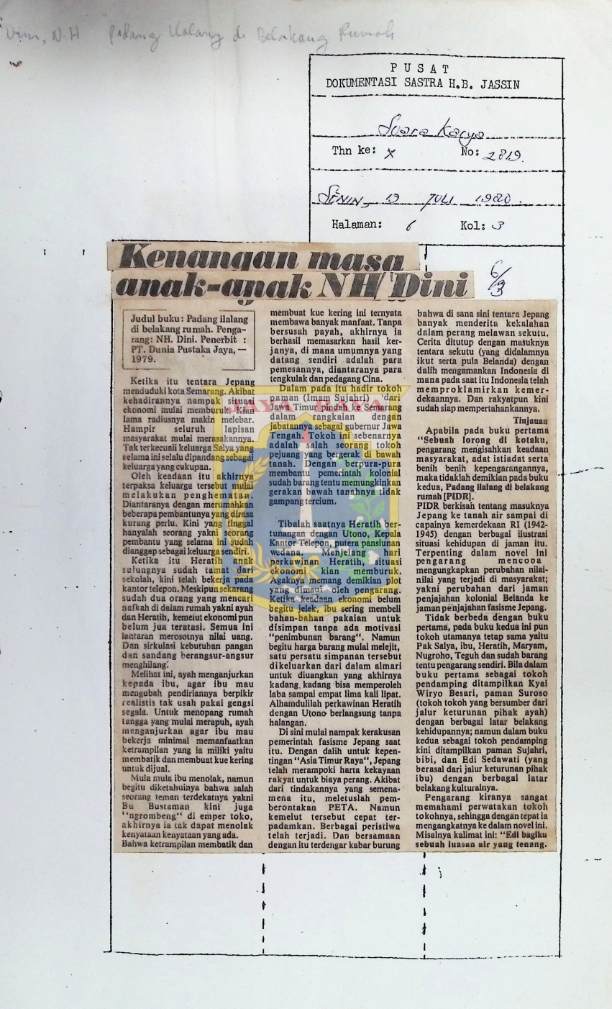 Dini, N.H Padang Ilalang di Belakang Rumah
PUSAT
DOKUMENTASI SASTRA H.B. JASSIN
Suara Karya
Thn ke: X No: 2819.
SENIN, JULI 1980
Halaman: 6 Kol: 3
Kenangan masa
anak-anak NH Dini
6/3
Judul buku: Padang ilalang
di belakang rumah. Penga-
rang: NH. Dini. Penerbit :
PT. Dunia Pustaka Jaya, —
1979.
Ketika itu tentara Jepang
menduduki kota Semarang. Akibat
kehadirannya nampak situasi
ekonomi mulai memburuk. Kian
lama radiusnya makin melebar.
Hampir seluruh lapisan
masyarakat mulai merasakannya.
Tak terkecuali keluarga Salya yang
selama ini selalu dipandang sebagai
keluarga yang cukupan.
Oleh keadaan itu akhirnya
terpaksa keluarga tersebut mulai
melakukan penghematan.
Diantaranya dengan merumahkan
beberapa pembantunya yang dirasa
kurang perlu. Kini yang tinggal
hanyalah seorang yakni seorang
pembantu yang selama ini sudah
dianggap sebagai keluarga sendiri.
Ketika itu Heratih anak
sulungnya sudah tamat dari
sekolah, kini telah bekerja pada
kantor telepon. Meskipun sekarang
sudah dua orang yang mencari
nafkah di dalam rumah yakni ayah
dan Heratih, kemelut ekonomi pun
belum jua teratasi. Semua ini
lantaran merosotnya nilai uang.
Dan sirkulasi kebutuhan pangan
dan sandang berangsur-angsur
menghilang.
Melihat ini, ayah menganjurkan
kepada ibu, agar ibu mau
mengubah pendiriannya berpikir
realistis tak usah pakai gengsi
segala. Untuk menopang rumah
tangga yang mulai merapuh, ayah
menganjurkan agar ibu mau
bekerja minimal memanfaatkan
ketrampilan yang ia miliki yaitu
membatik dan membuat kue kering
untuk dijual.
Mula mula ibu menolak, namun
begitu diketahuinya bahwa salah
seorang teman terdekatnya yakni
Bu Bustaman kini juga
"ngrombeng" di emper toko,
akhirnya ia tak dapat menolak
kenyataan kenyataan yang ada.
Bahwa ketrampilan membatik dan
membuat kue kering ini ternyata
membawa banyak manfaat. Tanpa
bersusah payah, akhirnya ia
berhasil memasarkan hasil ker-
janya, di mana umumnya yang
datang sendiri adalah para
pemesannya, diantaranya para
tengkulak dan pedagang Cina.
Dalam pada itu hadir tokoh
paman (Imam Sujahri) dari
Jawa Timur pindah ke Semarang
dalam rangkaian dengan
jabatannya sebagai gubernur Jawa
Tengah. Tokoh ini sebenarnya
adalah salah seorang tokoh
pejuang yang bergerak di bawah
tanah. Dengan berpura-pura
membantu pemerintah kolonial
sudah barang tentu memungkinkan
gerakan bawah tanahnya tidak
gampang tercium.
Tibalah saatnya Heratih ber-
tunangan dengan Utono, Kepala
Kantor Telepon, putera pansiunan
wedana. Menjelang hari
perkawinan Heratih, situasi
ekonomi kian memburuk.
yang dimaui oleh pengarang.
Ketika keadaan ekonomi belum
begitu jelek, ibu sering membeli
bahan-bahan pakaian untuk
disimpan tanpa ada motivasi
"penimbunan barang". Namun
begitu harga barang mulai melejit,
satu persatu simpanan tersebut
dikeluarkan dari dalam almari
untuk diuangkan yang akhirnya
kadang, kadang bisa memperoleh
laba sampai empat lima kali lipat.
Alhamdulilah perkawinan Heratih
dengan Utono berlangsung tanpa
halangan.
Di sini mulai nampak kerakusan
pemerintah fasisme Jepang saat
itu. Dengan dalih untuk kepen-
tingan "Asia Timur Raya", Jepang
telah merampoki harta kekayaan
rakyat untuk biaya perang. Akibat
dari tindakannya yang semena-
mena itu, meletuslah pem-
berontakan PETA. Namun
kemelut tersebut cepat ter-
padamkan. Berbagai peristiwa
telah terjadi. Dan bersamaan
dengan itu terdengar kabar burung
bahwa di sana sini tentara Jepang
banyak menderita kekalahan
dalam perang melawan sekutu.
Cerita ditutup dengan masuknya
tentara sekutu (yang didalamnya
ikut serta pula Belanda) dengan
dalih mengamankan Indonesia di
mana pada saat itu Indonesia telah
memproklamirkan kemer-
dekaannya. Dan rakyatpun kini
sudah siap mempertahankannya.
Tinjauan
Apabila pada buku pertama
"Sebuah lorong di kotaku,
pengarang mengisahkan keadaan
masyarakat, adat istiadat serta
benih benih kepengarangannya,
maka tidaklah demikian pada buku
kedua, Padang ilalang di belakang
rumah [PIDR].
PIDR berkisah tentang masuknya
Jepang ke tanah air sampai di
capainya kemerdekaan RI (1942-
1945) dengan berbagai ilustrasi
situasi kehidupan di jaman itu.
Terpenting dalam novel ini
pengarang mencoba
mengungkapkan perubahan nilai-
nilai yang terjadi di masyarakat;
yakni perubahan dari jaman
penjajahan kolonial Belanda ke
jaman penjajahan fasisme Jepang.
Tidak berbeda dengan buku
pertama, pada buku kedua ini pun
tokoh utamanya tetap sama yaitu
Pak Salya, ibu, Heratih, Maryam,
Nugroho, Teguh dan sudah barang
tentu pengarang sendiri. Bila dalam
buku pertama sebagai tokoh
pendamping ditampilkan Kyai
Wiryo Besari, paman Suroso
(tokoh tokoh yang bersumber dari
jalur keturunan pihak ayah)
dengan berbagai latar belakang
kehidupannya; namun dalam buku
kedua sebagai tokoh pendamping
kini ditampilkan paman Sujahri,
bibi, dan Edi Sedawati (yang
berasal dari jalur keturunan pihak
ibu) dengan berbagai latar
belakang kulturalnya.
Pengarang kiranya sangat
memahami perwatakan tokoh
tokohnya, sehingga dengan tepat ia
mengangkatnya ke dalam novel ini.
Misalnya kalimat ini: "Edi bagiku
sebuah luasan air yang tenang.
JAYA RAYA